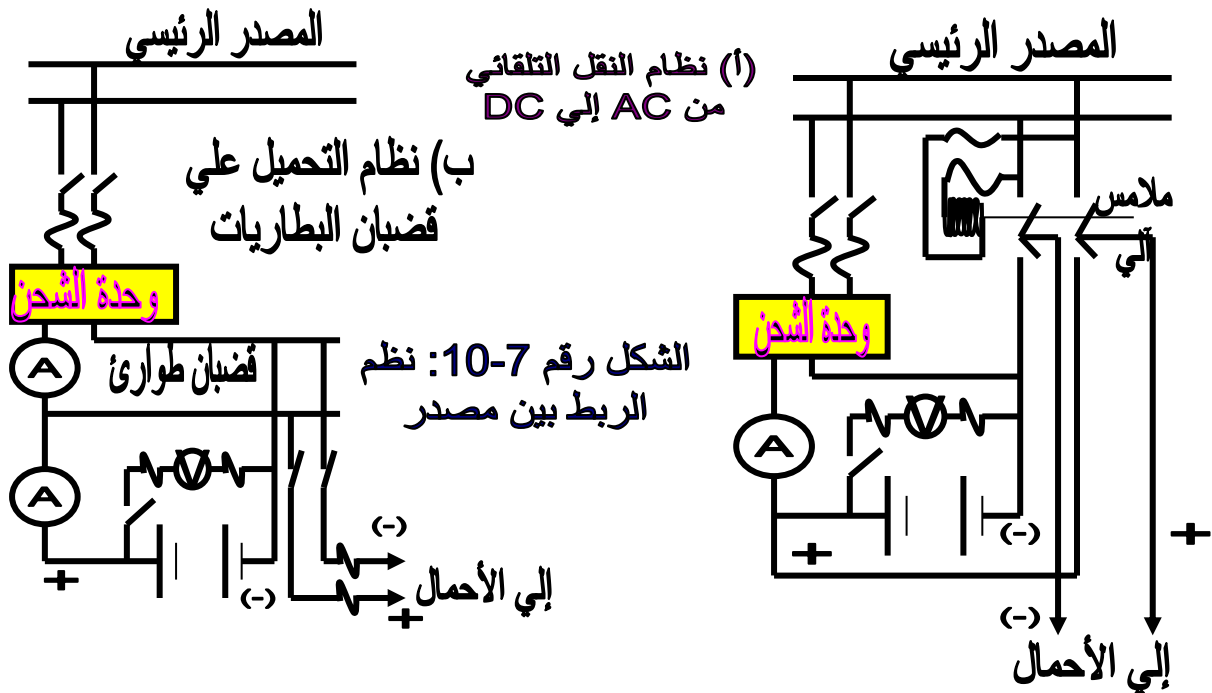 المصدر الرئيسي
(أ) نظام النقل التلقائي
من AC إلي DC
ملامس
آلي
وحدة الشحن
A
V
(-)
+
+
(-)
إلي الأحمال
المصدر الرئيسي
ب) نظام التحميل علي
قضبان البطاريات
وحدة الشحن
A
قضبان طوارئ
A
V
(-)
+
(-)
+
إلي الأحمال
الشكل رقم 7-10: نظم
الربط بين مصدر